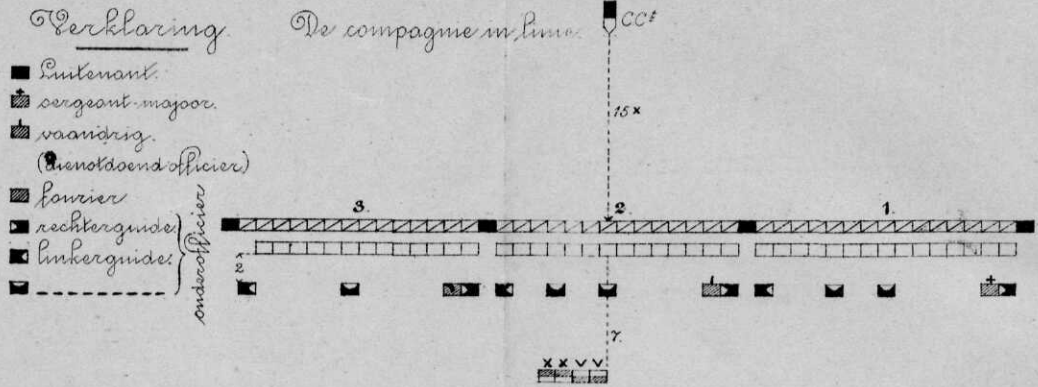 Verklaring.
De compagnie in linie.
CCt
Luitenant.
sergeant-majoor.
vaandrig.
(dienstdoend officier)
fourier
rechterguide
linkerguide.
onderofficier
15 x
3.
2.
1.
2
7.
x x v v